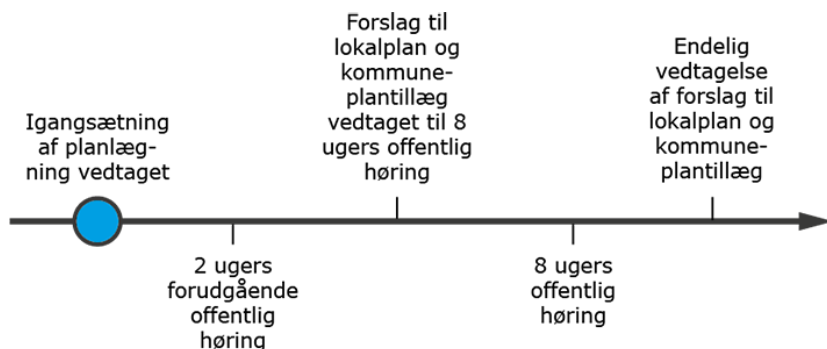 Igangsætning
af planlæg-
ning vedtaget
2 ugers
forudgående
offentlig
høring
Forslag til
lokalplan og
kommune-
plantillæg
vedtaget til 8
ugers offentlig
høring
8 ugers
offentlig
høring
Endelig
vedtagelse
af forslag til
lokalplan og
kommune-
plantillæg